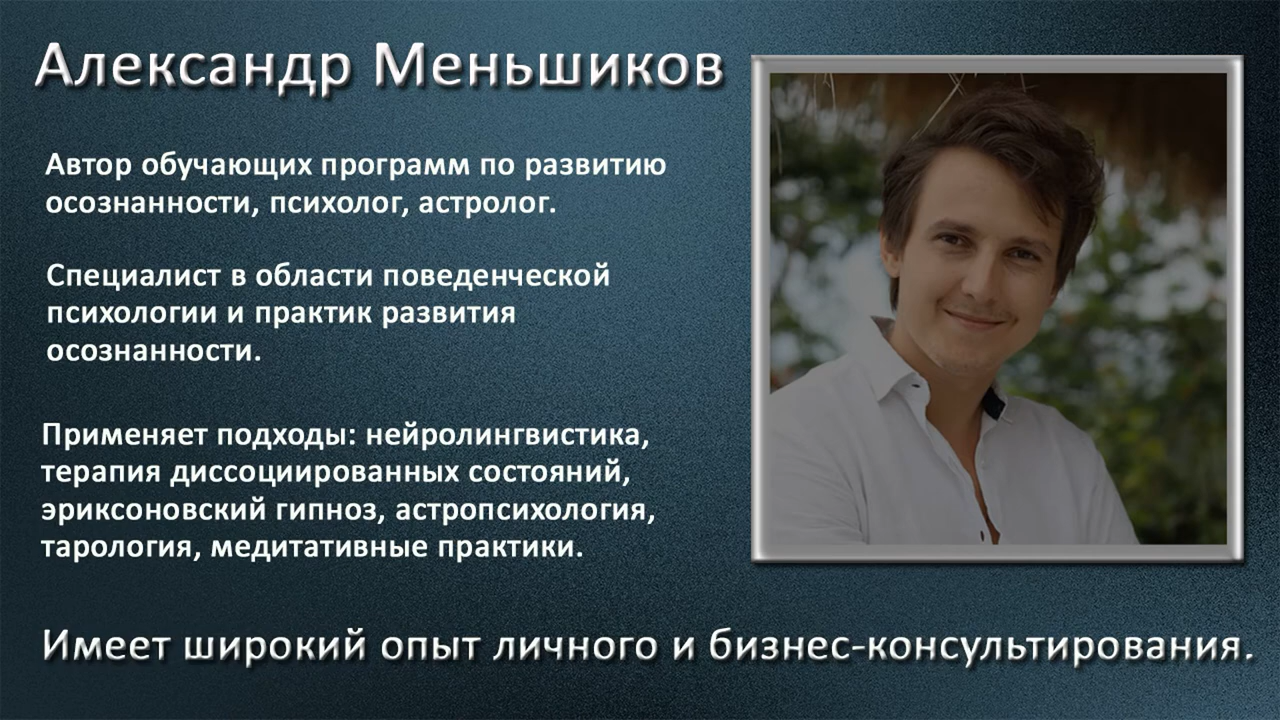 Александр Меньшиков
Автор обучающих программ по развитию
осознанности, психолог, астролог.
Специалист в области поведенческой
психологии и практик развития
осознанности.
Применяет подходы: нейролингвистика,
терапия диссоциированных состояний,
эриксоновский гипноз, астропсихология,
тарология, медитативные практики.
Имеет широкий опыт личного и бизнес-консультирования.